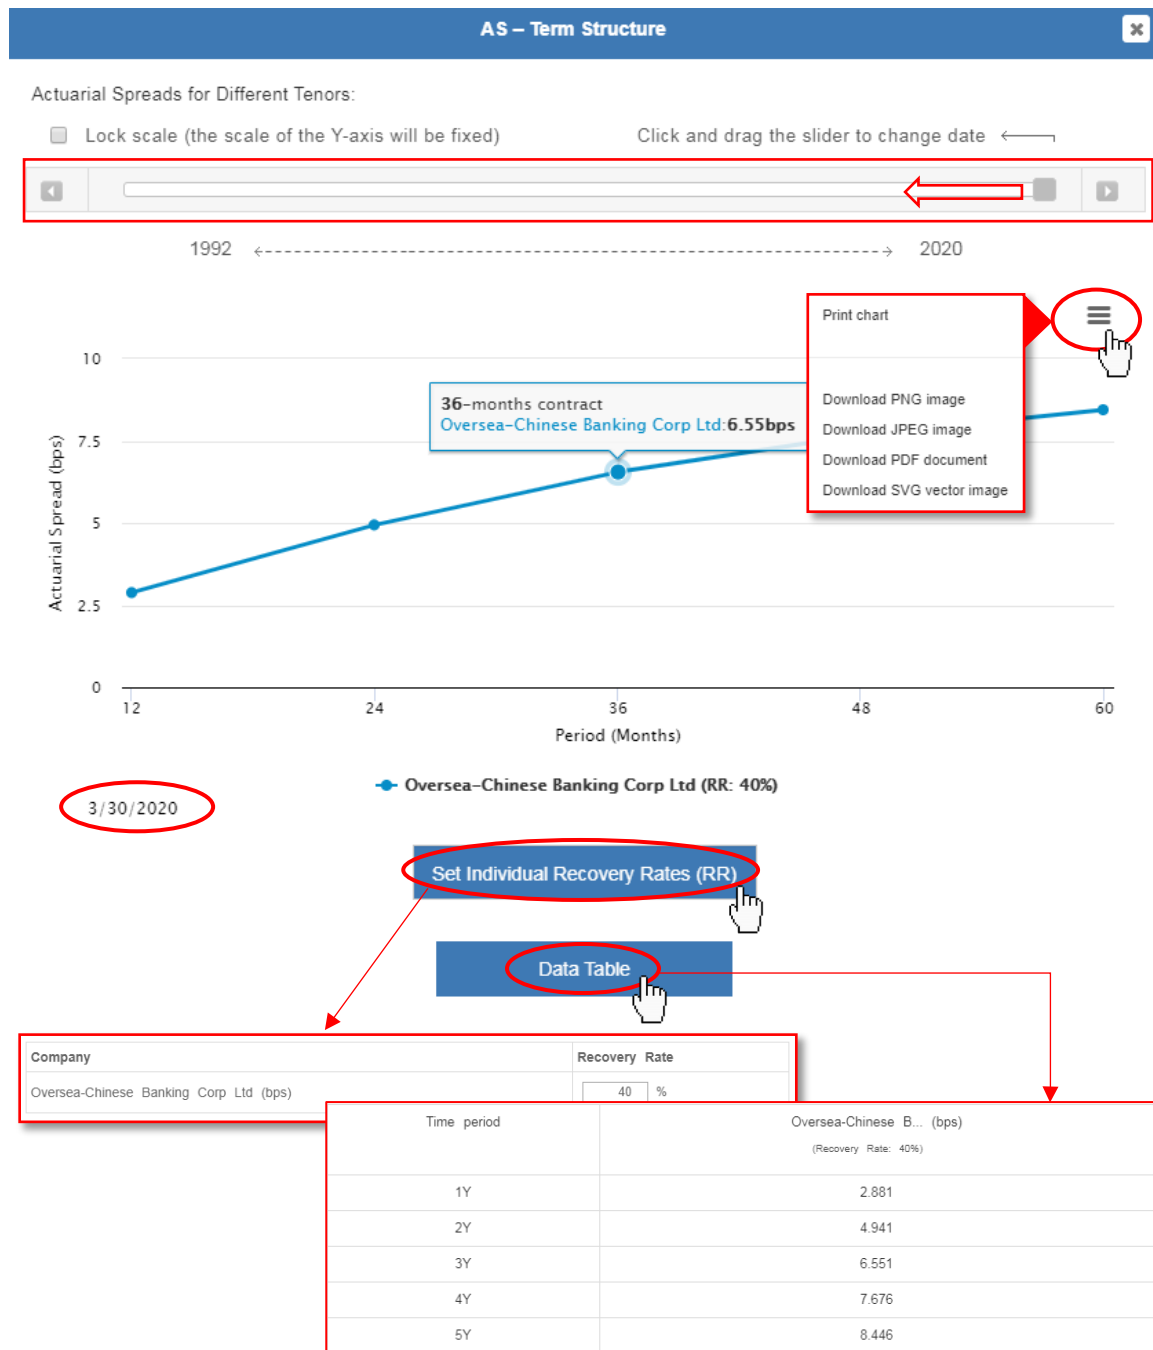 AS – Term Structure
Actuarial Spreads for Different Tenors:
Lock scale (the scale of the Y-axis will be fixed)
Click and drag the slider to change date
1992
2020
Print chart
Download PNG image
Download JPEG image
Download PDF document
Download SVG vector image
36-months contract
Oversea-Chinese Banking Corp Ltd:6.55bps
Actuarial Spread (bps)
10
7.5
5
2.5
0
12 24 36 48 60
Period (Months)
Oversea-Chinese Banking Corp Ltd (RR: 40%)
3/30/2020
Set Individual Recovery Rates (RR)
Data Table
Company Recovery Rate
Oversea-Chinese Banking Corp Ltd (bps) 40 %
Time period Oversea-Chinese B... (bps)
(Recovery Rate: 40%)
1Y 2.881
2Y 4.941
3Y 6.551
4Y 7.676
5Y 8.446